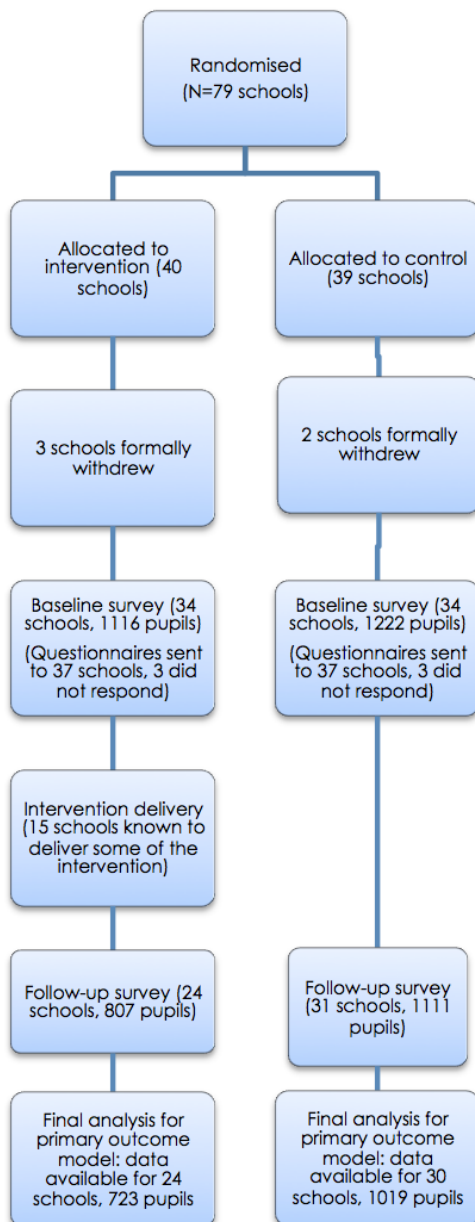 Randomised
(N=79 schools)
Allocated to
intervention (40
schools)
Allocated to control
(39 schools)
3 schools formally
withdrew
2 schools formally
withdrew
Baseline survey (34
schools, 1116 pupils)
(Questionnaires sent
to 37 schools, 3 did
not respond)
Baseline survey (34
schools, 1222 pupils)
(Questionnaires sent
to 37 schools, 3 did
not respond)
Intervention delivery
(15 schools known to
deliver some of the
intervention)
Follow-up survey (24
schools, 807 pupils)
Follow-up survey
(31 schools, 1111
pupils)
Final analysis for
primary outcome
model: data
available for 24
schools, 723 pupils
Final analysis for
primary outcome
model: data
available for 30
schools, 1019 pupils